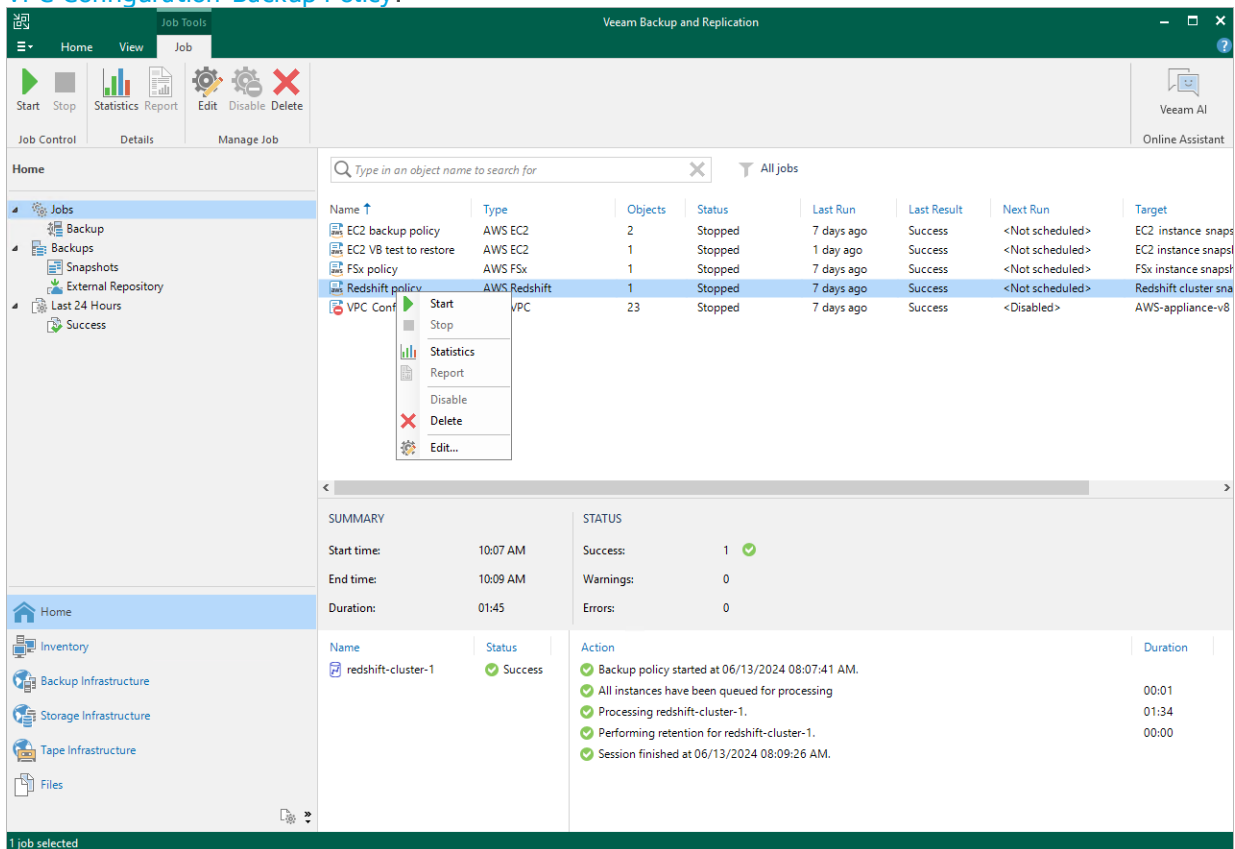 VPC Configuration Backup Policy.
Job Tools
Veeam Backup and Replication
Home View Job
Start Stop Statistics Report Edit Disable Delete
Veeam AI
Job Control Details Manage Job Online Assistant
Home
Type in an object name to search for
All jobs
Jobs
Backup
Backups
Snapshots
External Repository
Last 24 Hours
Success
Name Type Objects Status Last Run Last Result Next Run Target
EC2 backup policy AWS EC2 2 Stopped 7 days ago Success <Not scheduled> EC2 instance snaps
EC2 VB test to restore AWS EC2 1 Stopped 1 day ago Success <Not scheduled> EC2 instance snapsl
FSx policy AWS FSx 1 Stopped 7 days ago Success <Not scheduled> FSx instance snapsh
Redshift policy AWS Redshift 1 Stopped 7 days ago Success <Not scheduled> Redshift cluster sna
VPC Conf VPC 23 Stopped 7 days ago Success <Disabled> AWS-appliance-v8
Start
Stop
Statistics
Report
Disable
Delete
Edit...
SUMMARY STATUS
Start time: 10:07 AM Success: 1
End time: 10:09 AM Warnings: 0
Duration: 01:45 Errors: 0
Home
Inventory
Backup Infrastructure
Storage Infrastructure
Tape Infrastructure
Files
Name Status Action Duration
redshift-cluster-1 Success Backup policy started at 06/13/2024 08:07:41 AM.
All instances have been queued for processing 00:01
Processing redshift-cluster-1. 01:34
Performing retention for redshift-cluster-1. 00:00
Session finished at 06/13/2024 08:09:26 AM.
1 job selected